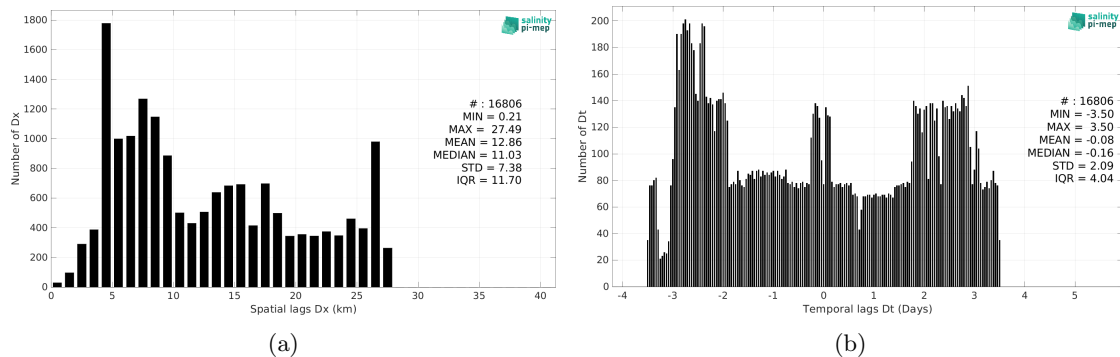 1800
1600
1400
1200
1000
800
600
400
200
0
Number of Dx
0 5 10 15 20 25 30 35 40
Spatial lags Dx (km)
salinity
pi-mep
# : 16806
MIN = 0.21
MAX = 27.49
MEAN = 12.86
MEDIAN = 11.03
STD = 7.38
IQR = 11.70
(a)
200
180
160
140
120
100
80
60
40
20
0
Number of Dt
-4 -3 -2 -1 0 1 2 3 4 5
Temporal lags Dt (Days)
salinity
pi-mep
# : 16806
MIN = -3.50
MAX = 3.50
MEAN = -0.08
MEDIAN = -0.16
STD = 2.09
IQR = 4.04
(b)